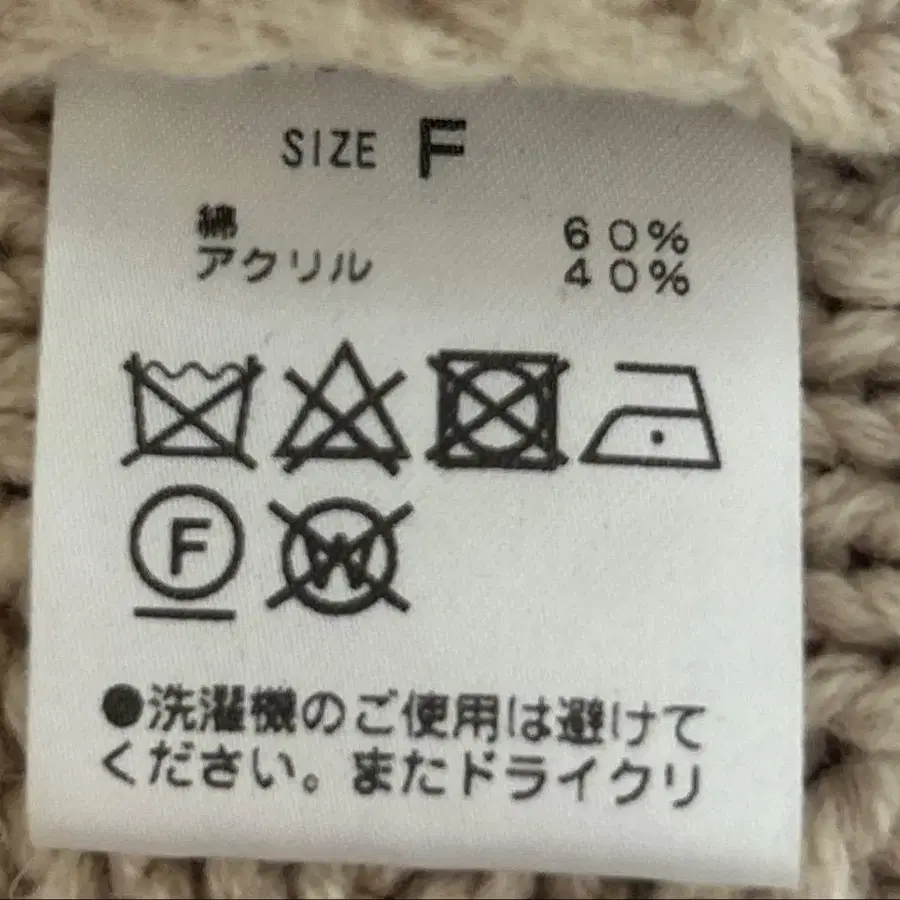 SIZE F
綿 60%
アクリル 40%
F
W
●洗濯機のご使用は避けて
ください。またドライクリ